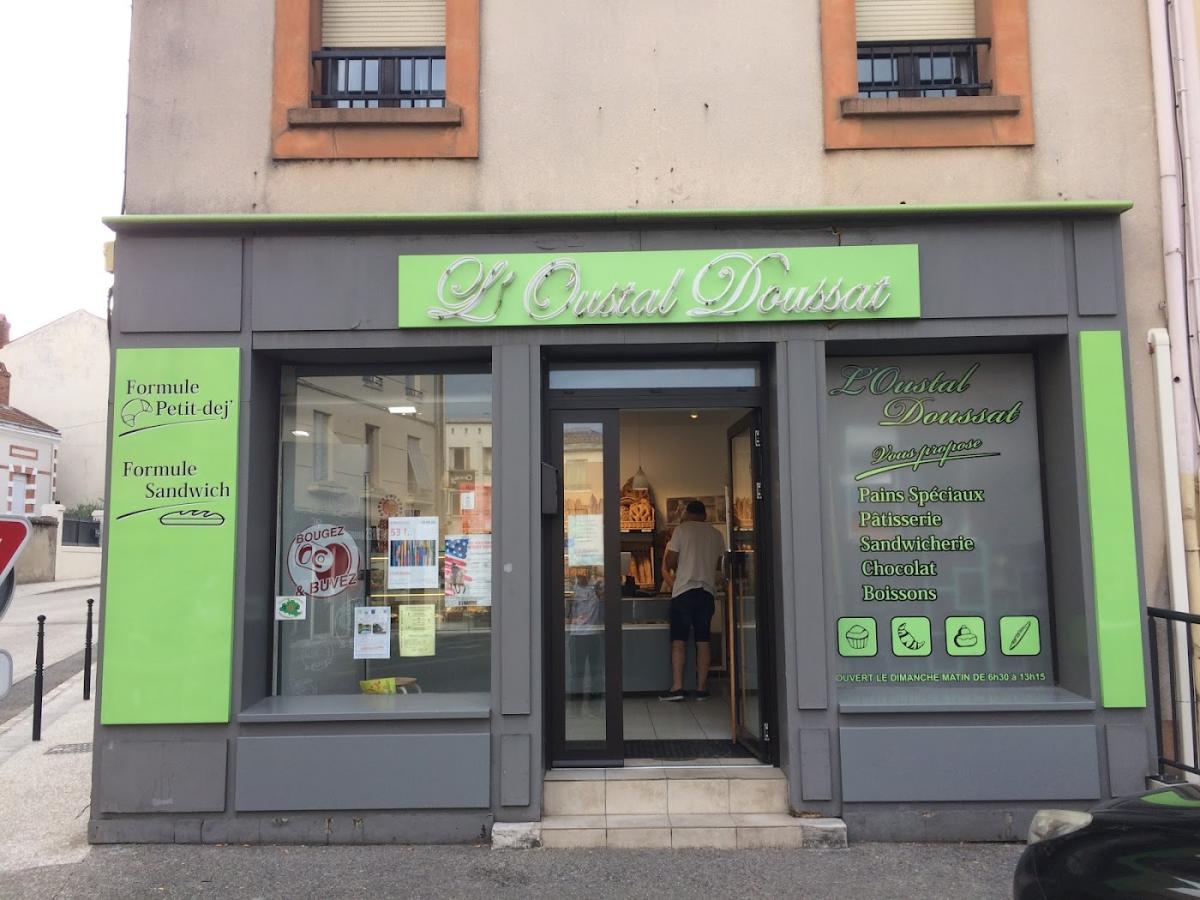 L'Oustal Doussat
Formule
Petit-dej'
Formule
Sandwich
BOUGEZ
& BUVEZ
L'Oustal
Doussat
Vous propose
Pains Spéciaux
Pâtisserie
Sandwicherie
Chocolat
Boissons
OUVERT LE DIMANCHE MATIN DE 6h30 à 13h15